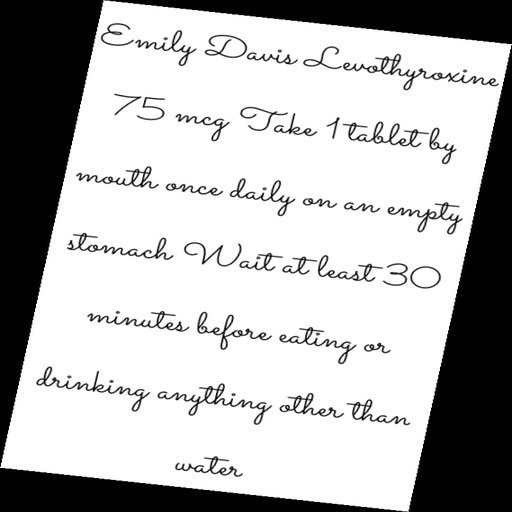 Emily Davis Levothyroxine
75 mcg Take 1 tablet by
mouth once daily on an empty
stomach Wait at least 30
minutes before eating or
drinking anything other than
water